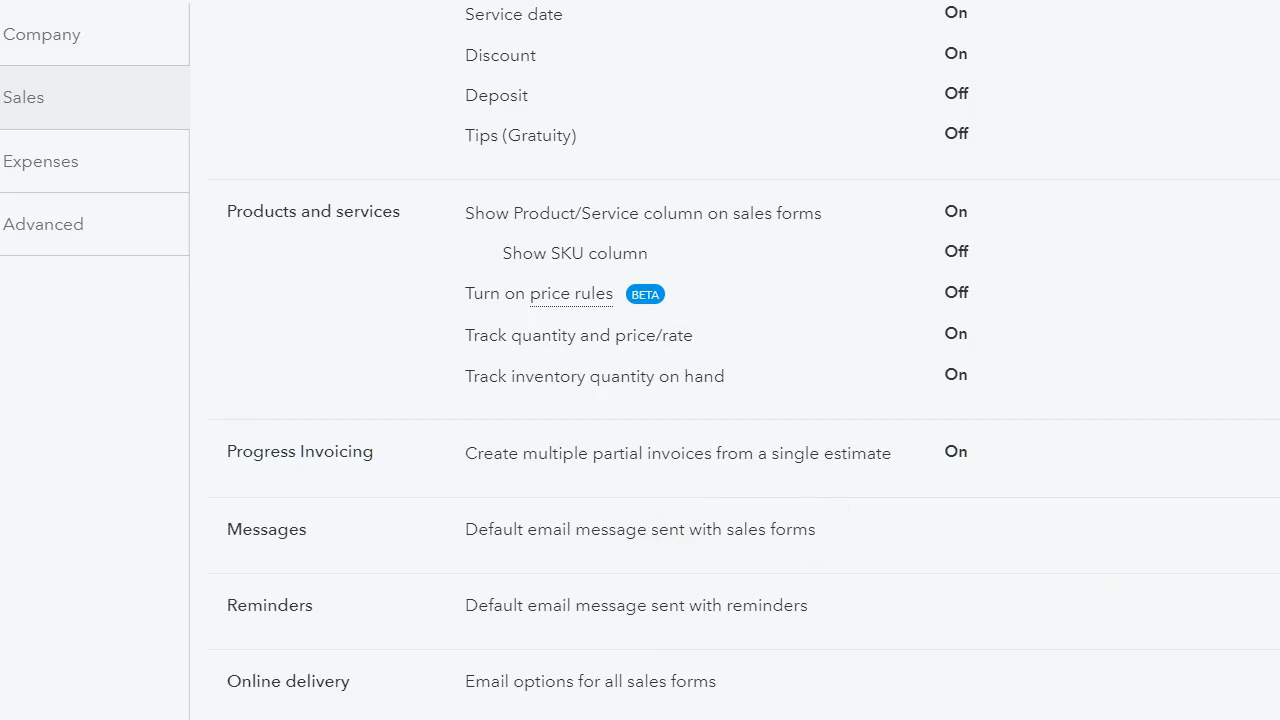 Company
Sales
Expenses
Advanced
Service date On
Discount On
Deposit Off
Tips (Gratuity) Off
Products and services Show Product/Service column on sales forms On
Show SKU column Off
Turn on price rules BETA Off
Track quantity and price/rate On
Track inventory quantity on hand On
Progress Invoicing Create multiple partial invoices from a single estimate On
Messages Default email message sent with sales forms
Reminders Default email message sent with reminders
Online delivery Email options for all sales forms